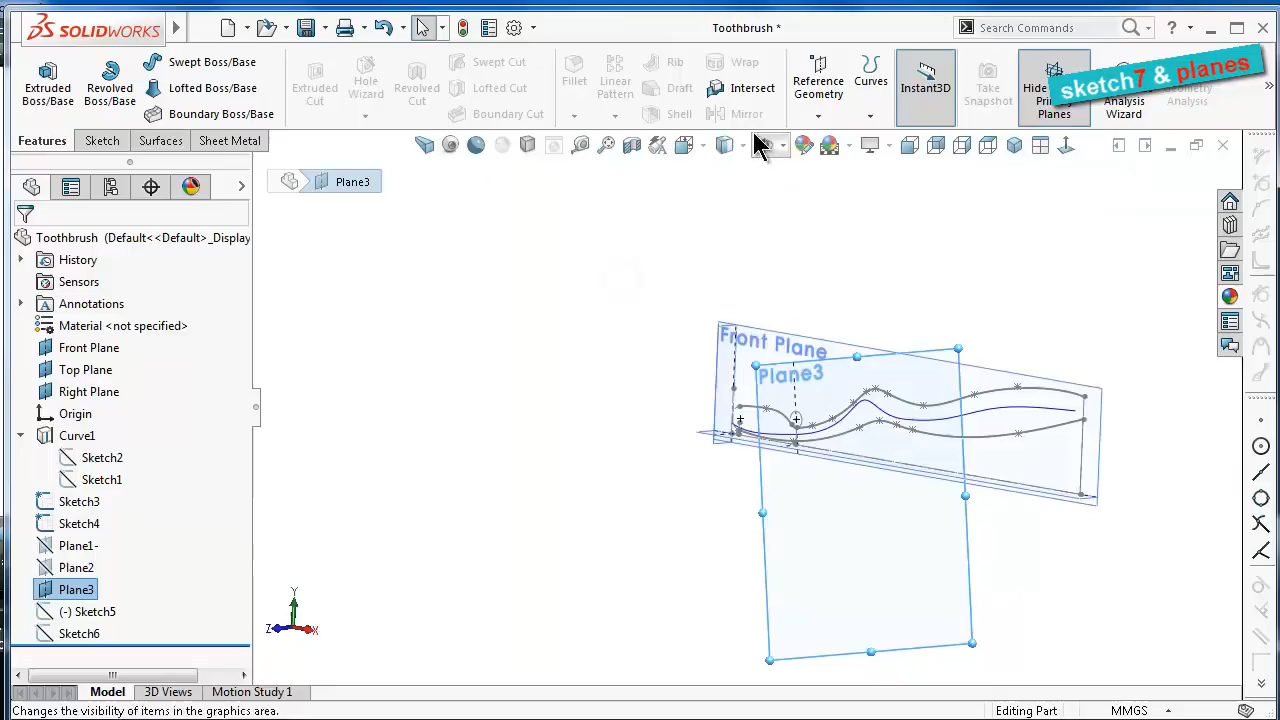 SOLIDWORKS
Toothbrush *
Search Commands
sketch7 & planes
Extruded Boss/Base
Revolved Boss/Base
Swept Boss/Base
Lofted Boss/Base
Boundary Boss/Base
Extruded Cut
Hole Wizard
Revolved Cut
Swept Cut
Lofted Cut
Boundary Cut
Fillet
Linear Pattern
Rib
Draft
Shell
Wrap
Intersect
Mirror
Reference Geometry
Curves
Instant3D
Take Snapshot
Planes
Analysis Wizard
Features
Sketch
Surfaces
Sheet Metal
Plane3
Toothbrush (Default<<Default>_Display
History
Sensors
Annotations
Material <not specified>
Front Plane
Top Plane
Right Plane
Origin
Curve1
Sketch2
Sketch1
Sketch3
Sketch4
Plane1-
Plane2
Plane3
(-) Sketch5
Sketch6
Front Plane
Plane3
Y
Z
X
Model
3D Views
Motion Study 1
Changes the visibility of items in the graphics area.
Editing Part
MMGS